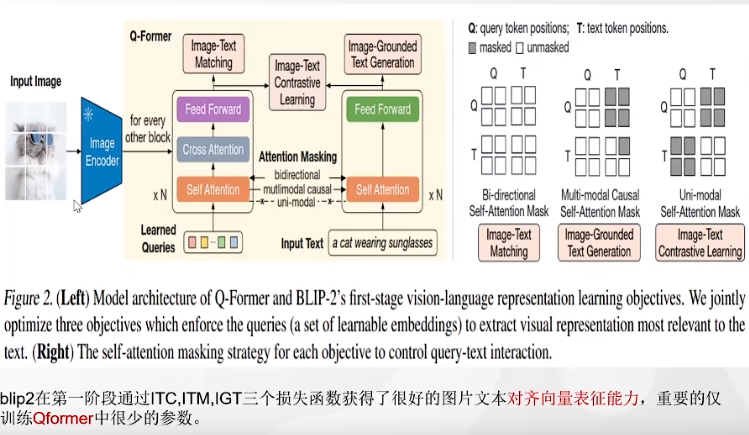 Q-Former
Input Image
Image
Encoder
for every
other block
Image-Text
Matching
Image-Text
Contrastive
Learning
Image-Grounded
Text Generation
Feed Forward
Feed Forward
Cross Attention
Attention Masking
bidirectional
mutlimodal causal
uni-modal
Self Attention
Self Attention
x N
x N
Learned
Queries
...
Input Text
a cat wearing sunglasses
Q: query token positions; T: text token positions.
masked
unmasked
Q T
Q
T
Bi-directional
Self-Attention Mask
Image-Text
Matching
Q T
Q
T
Multi-modal Causal
Self-Attention Mask
Image-Grounded
Text Generation
Q T
Q
T
Uni-modal
Self-Attention Mask
Image-Text
Contrastive Learning
Figure 2. (Left) Model architecture of Q-Former and BLIP-2's first-stage vision-language representation learning objectives. We jointly
optimize three objectives which enforce the queries (a set of learnable embeddings) to extract visual representation most relevant to the
text. (Right) The self-attention masking strategy for each objective to control query-text interaction.
blip2在第一阶段通过ITC,ITM,IGT三个损失函数获得了很好的图片文本对齐向量表征能力，重要的仅
训练Qformer中很少的参数。